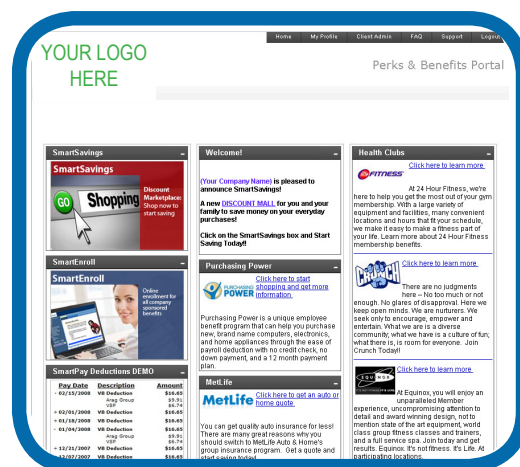 Home My Profile Client Admin FAQ Support Logout
YOUR LOGO
HERE
Perks & Benefits Portal
SmartSavings
SmartSavings
GO Shopping
Discount
Marketplace:
Shop now to
start saving
SmartEnroll
SmartEnroll
Online
enrollment for
all company
sponsored
benefits
SmartPay Deductions DEMO
Pay Date Description Amount
+ 02/15/2008 VB Deduction $16.65
Arag Group $9.91
VSP $6.74
+ 02/01/2008 VB Deduction $16.65
+ 01/18/2008 VB Deduction $16.65
+ 01/04/2008 VB Deduction $16.65
Arag Group $9.91
VSP $6.74
+ 12/21/2007 VB Deduction $16.65
+ 12/07/2007 VB Deduction $16.65
Welcome!
(Your Company Name) is pleased to
announce SmartSavings!
A new DISCOUNT MALL for you and your
family to save money on your everyday
purchases!
Click on the SmartSavings box and Start
Saving Today!!
Purchasing Power
PURCHASING
POWER
Click here to start
shopping and get more
information
Purchasing Power is a unique employee
benefit program that can help you purchase
new, brand name computers, electronics,
and home appliances through the ease of
payroll deduction with no credit check, no
down payment, and a 12 month payment
plan.
MetLife
MetLife
Click here to get an auto or
home quote
You can get quality auto insurance for less!
There are many great reasons why you
should switch to MetLife Auto & Home's
group insurance program. Get a quote and
start saving today!
Health Clubs
24 FITNESS
Click here to learn more
At 24 Hour Fitness, we're
here to help you get the most out of your gym
membership. With a large variety of
equipment and facilities, many convenient
locations and hours that fit your schedule,
we make it easy to make a fitness part of
your life. Learn more about 24 Hour Fitness
membership benefits.
CRUNCH
Click here to learn more
There are no judgments
here -- No too much or not
enough. No glares of disapproval. Here we
keep open minds. We are nurturers. We
seek only to encourage, empower and
entertain. What we are is a diverse
community; what we have is a culture of fun;
what there is, is room for everyone. Join
Crunch Today!!
EQUINOX
Click here to learn more
At Equinox, you will enjoy an
unparalleled Member
experience, uncompromising attention to
detail and award winning design, not to
mention state of the art equipment, world
class group fitness classes and trainers,
and a full service spa. Join today and get
results. Equinox. It's not fitness. It's Life. At
participating locations.